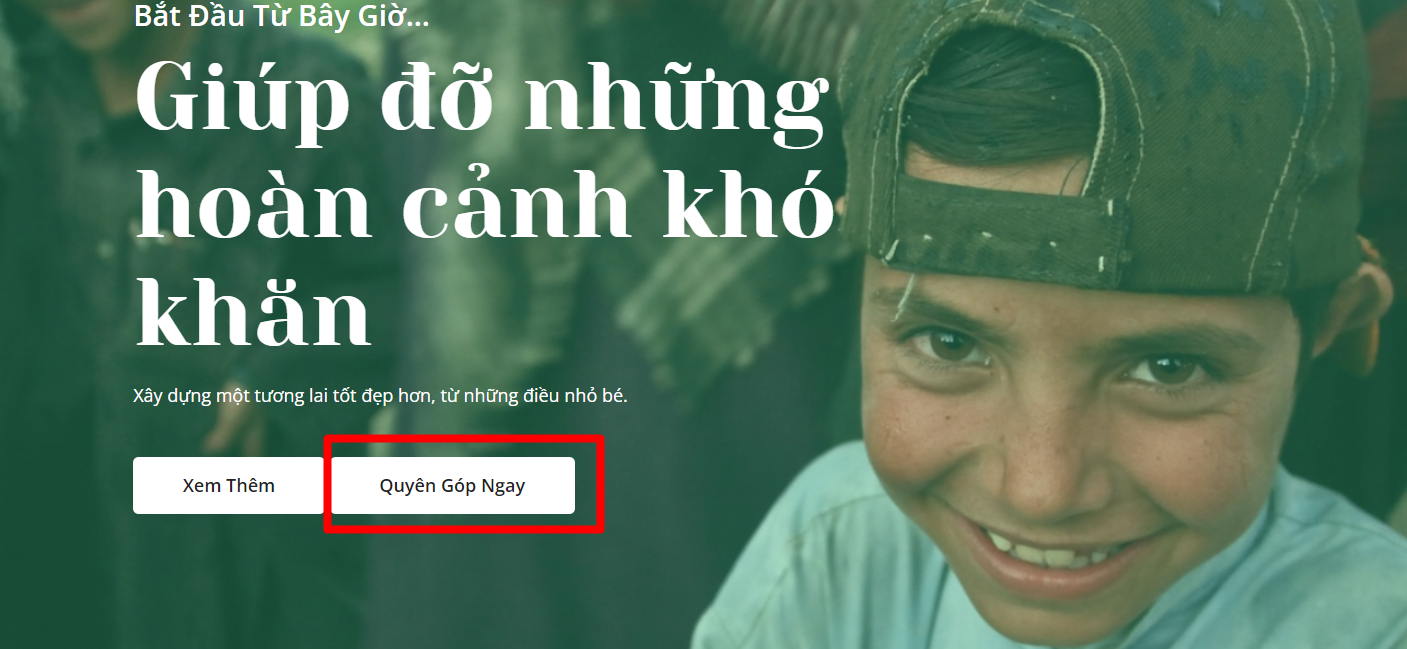 Bắt Đầu Từ Bây Giờ...
Giúp đỡ những
hoàn cảnh khó
khăn
Xây dựng một tương lai tốt đẹp hơn, từ những điều nhỏ bé.
Xem Thêm
Quyên Góp Ngay